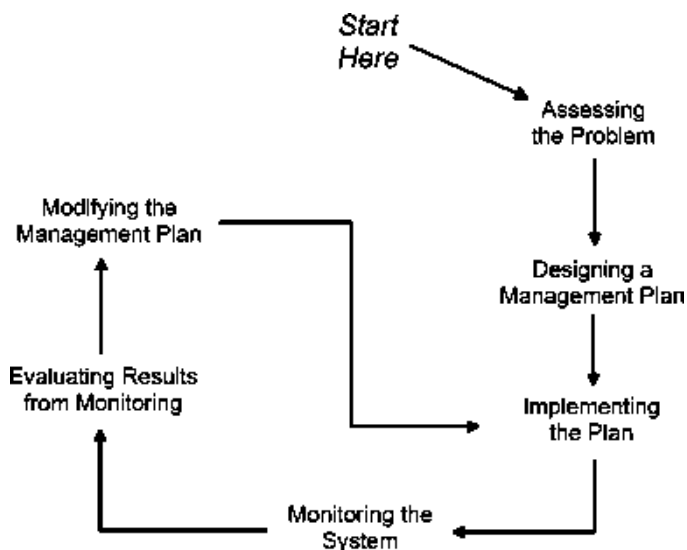 Start
Here
Assessing
the Problem
Modifying the
Management Plan
Designing a
Management Plan
Evaluating Results
from Monitoring
Implementing
the Plan
Monitoring the
System